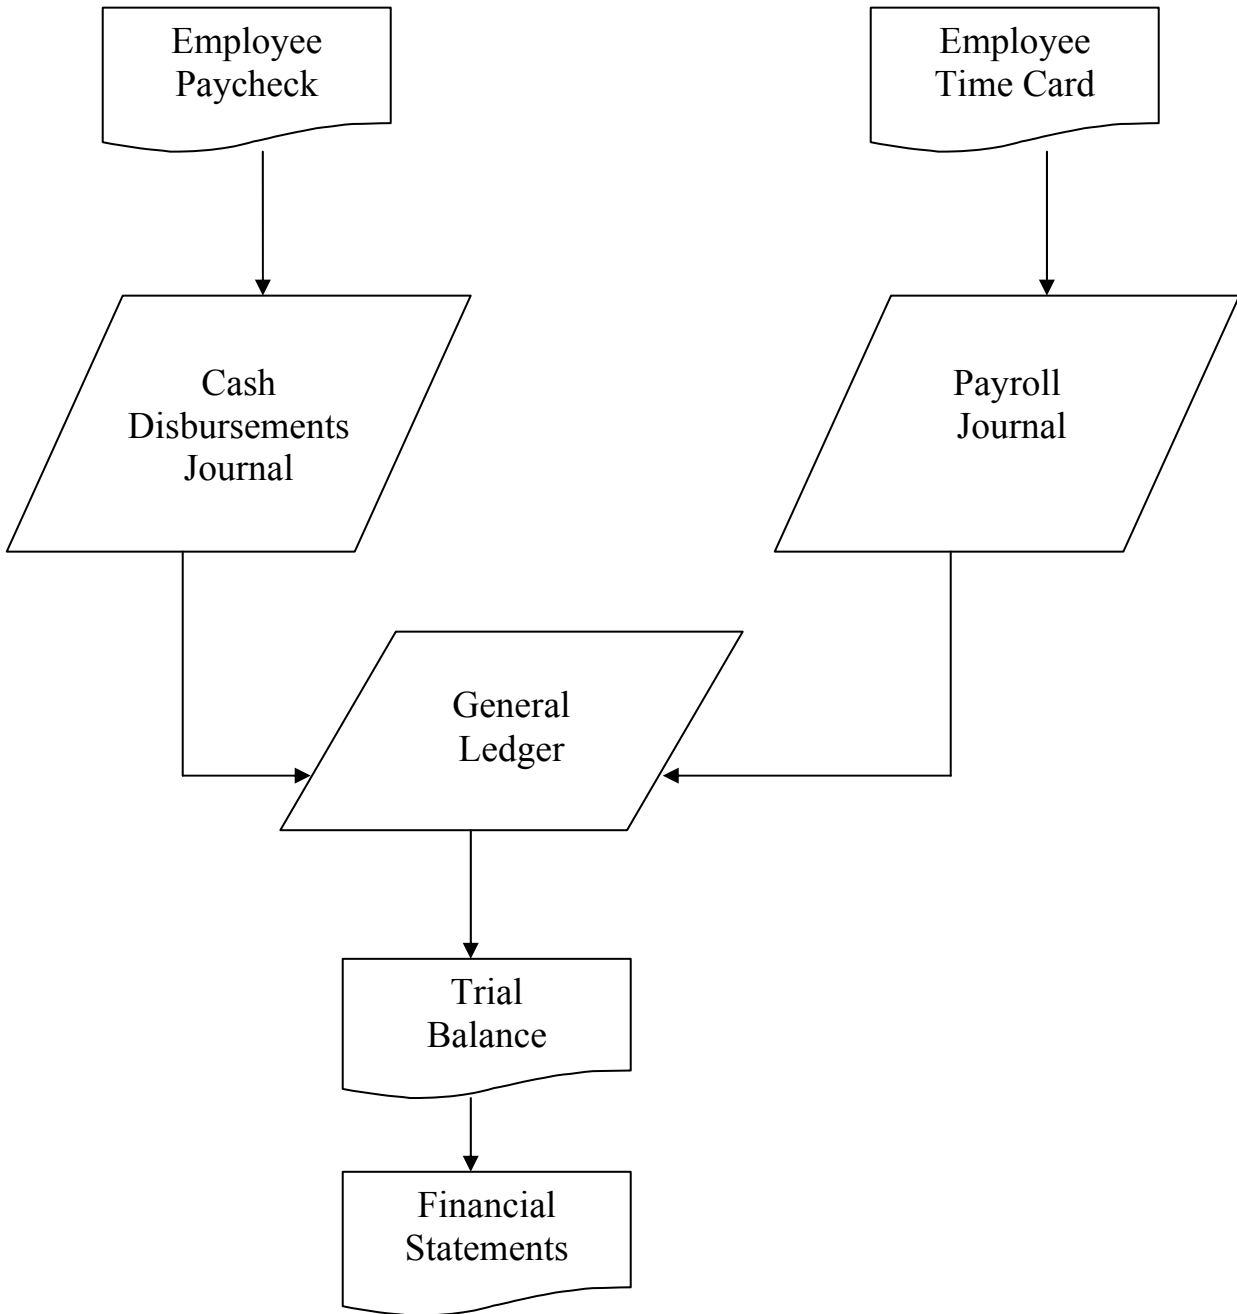 Employee
Paycheck
Employee
Time Card
Cash
Disbursements
Journal
Payroll
Journal
General
Ledger
Trial
Balance
Financial
Statements